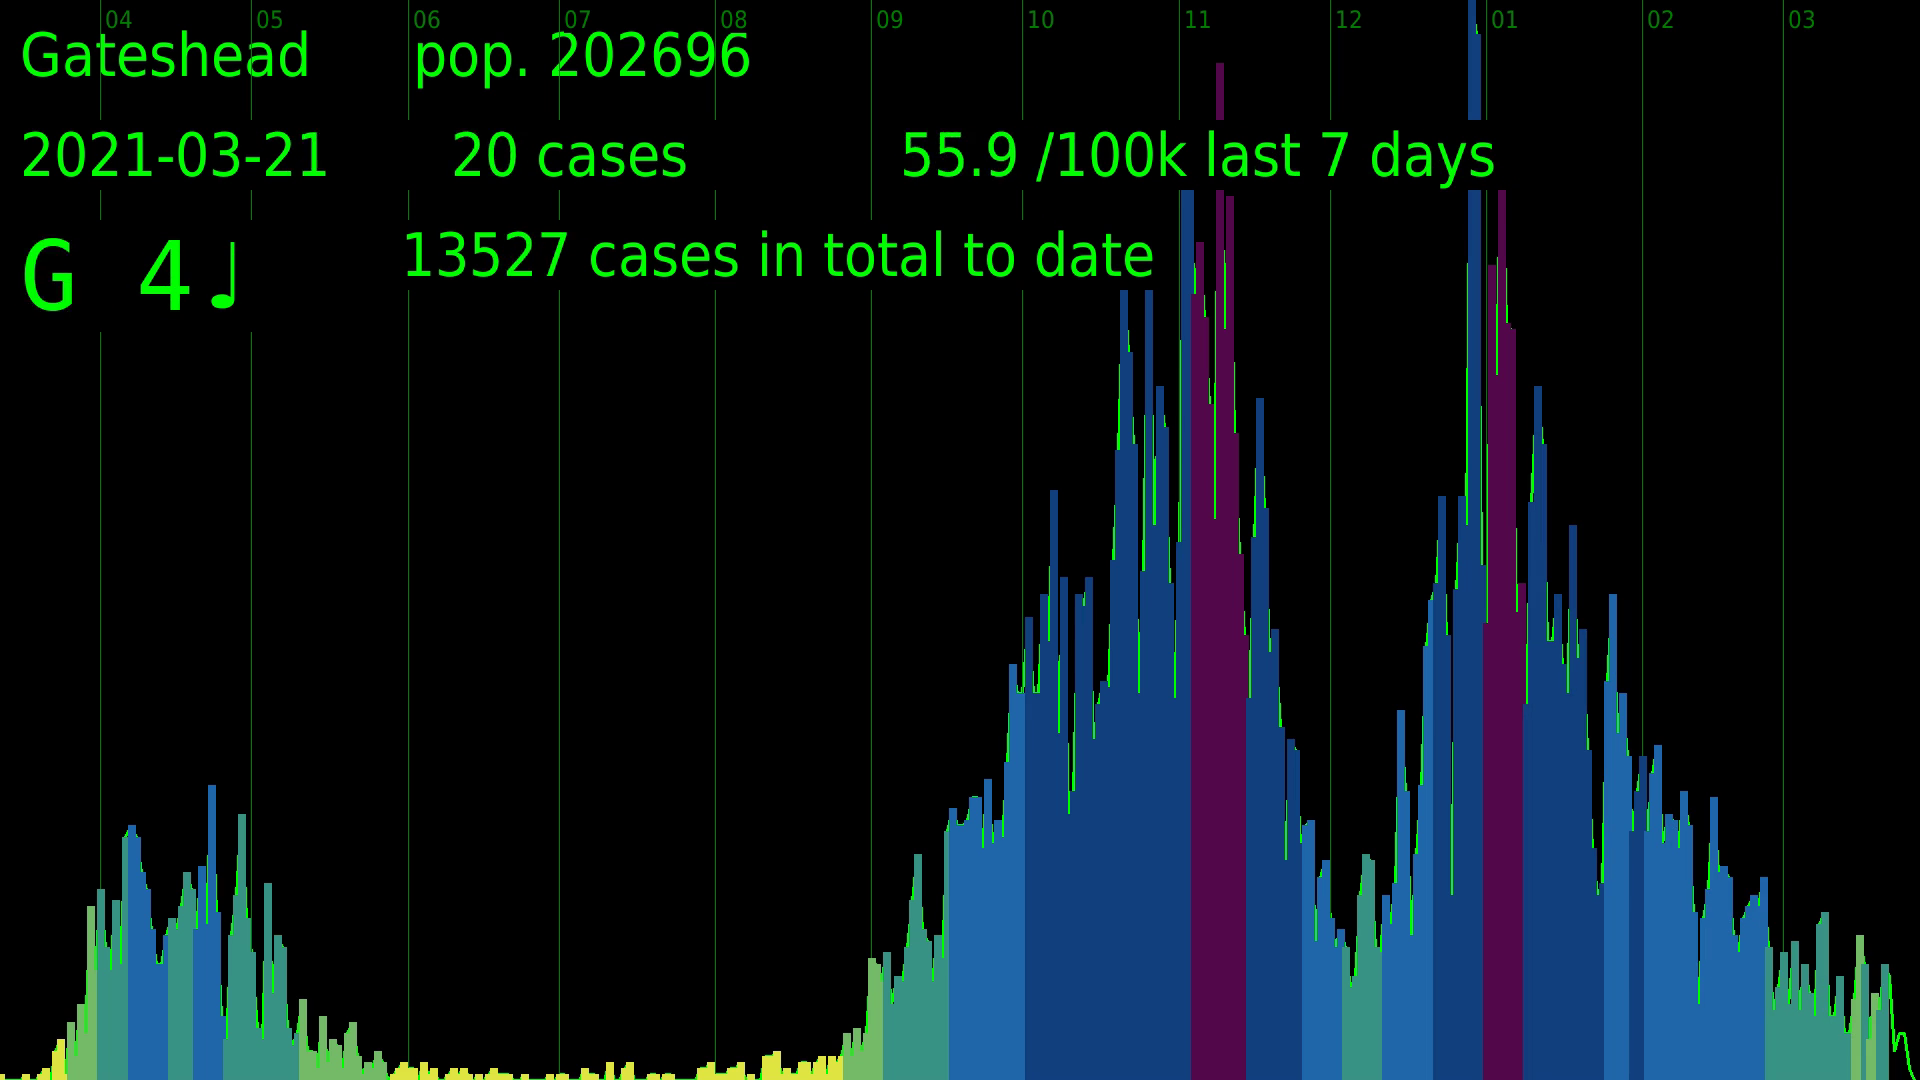 04 05 06 07 08 09 10 11 12 01 02 03
Gateshead pop. 202696
2021-03-21 20 cases 55.9 /100k last 7 days
G 4♩ 13527 cases in total to date